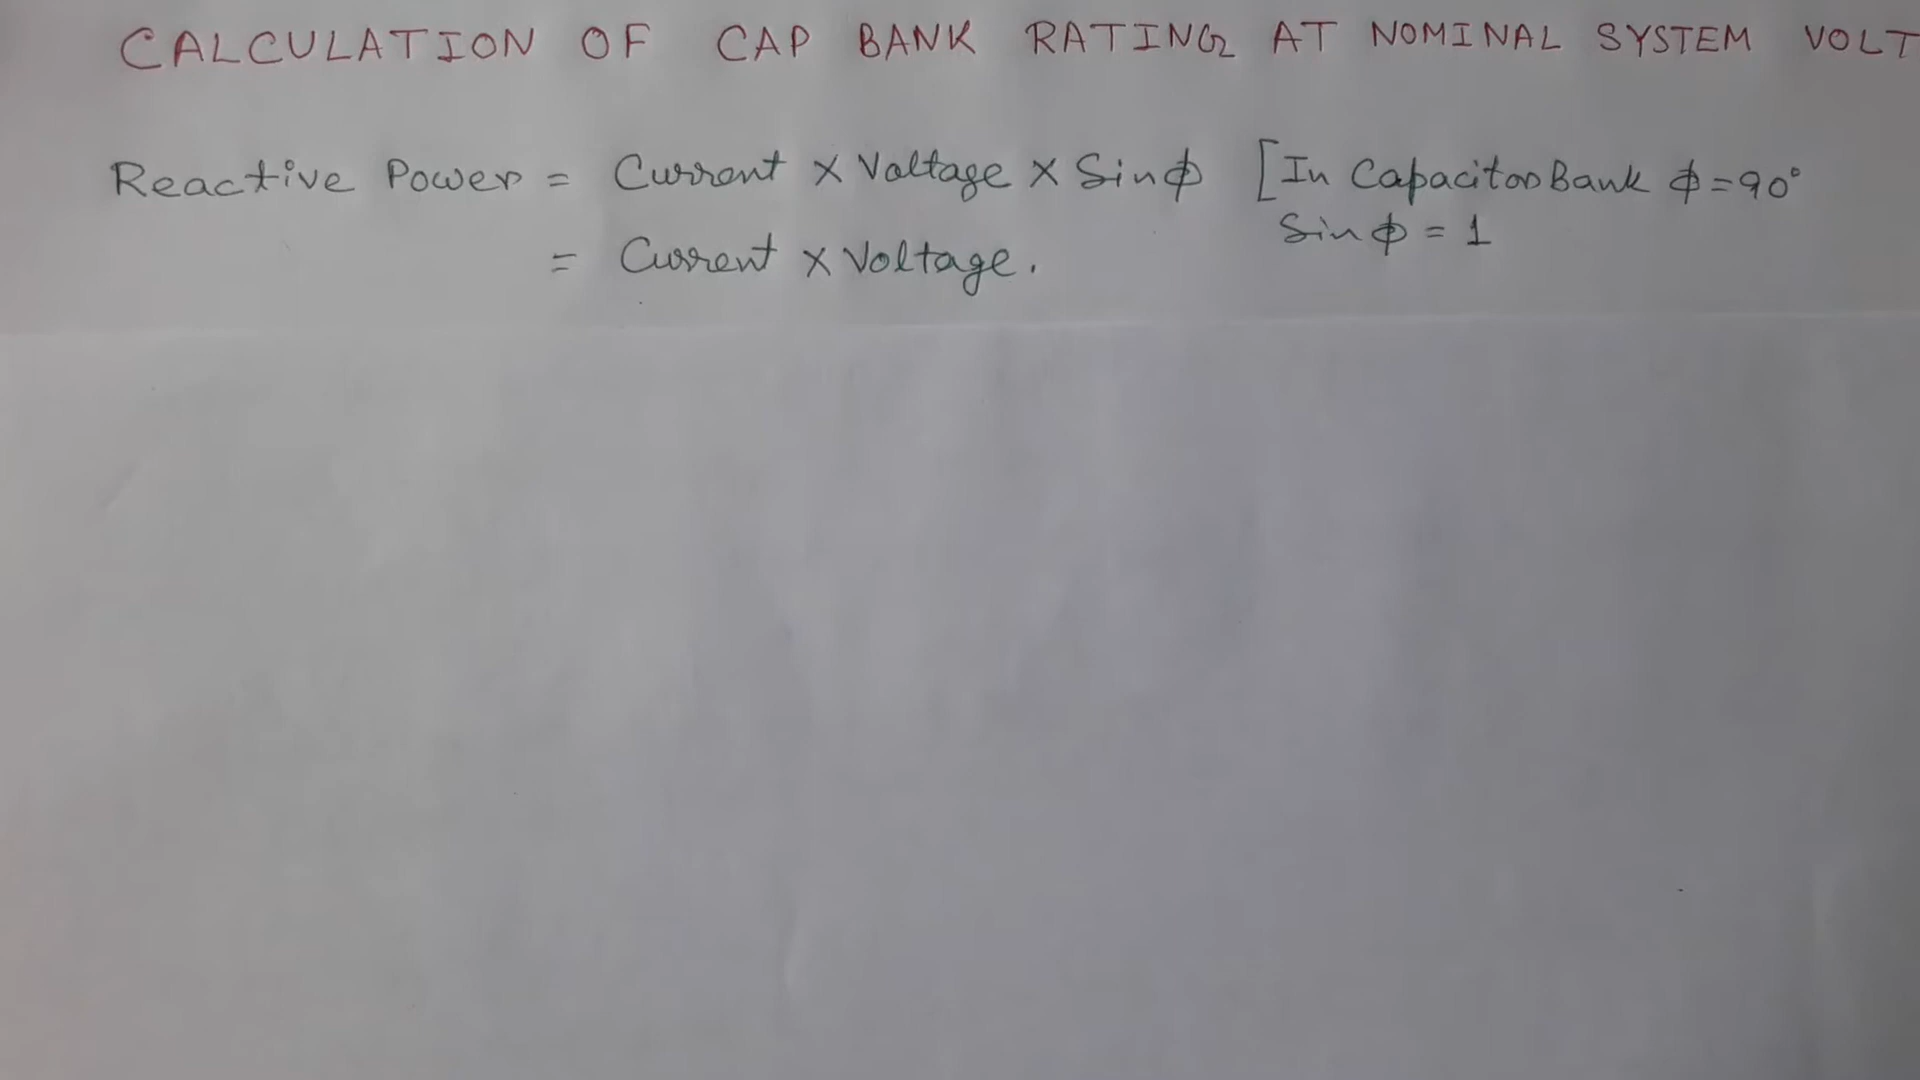 CALCULATION OF CAP BANK RATING AT NOMINAL SYSTEM VOLT
Reactive Power = Current X Voltage X Sinϕ [In Capacitor Bank ϕ=90°
Sinϕ = 1
= Current X Voltage.